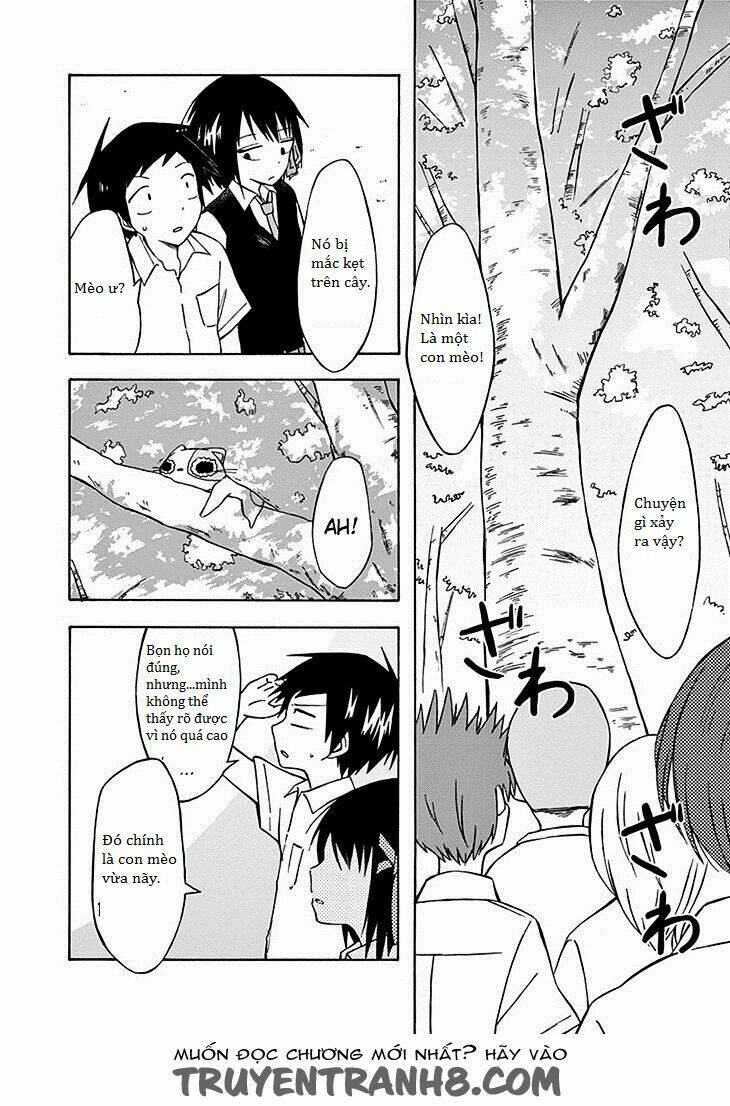 ざわ
Chuyện
gì xảy
ra vậy?
Nhìn kìa!
Là một
con mèo!
ざわ
ざわ
Nó bị
mắc kẹt
trên cây.
Mèo ư?
AH!
Bọn họ nói
đúng,
nhưng...mình
không thể
thấy rõ được
vì nó quá cao
....
Đó chính
là con mèo
vừa nãy.
MUỐN ĐỌC CHƯƠNG MỚI NHẤT? HÃY VÀO
TRUYENTRANH8.COM